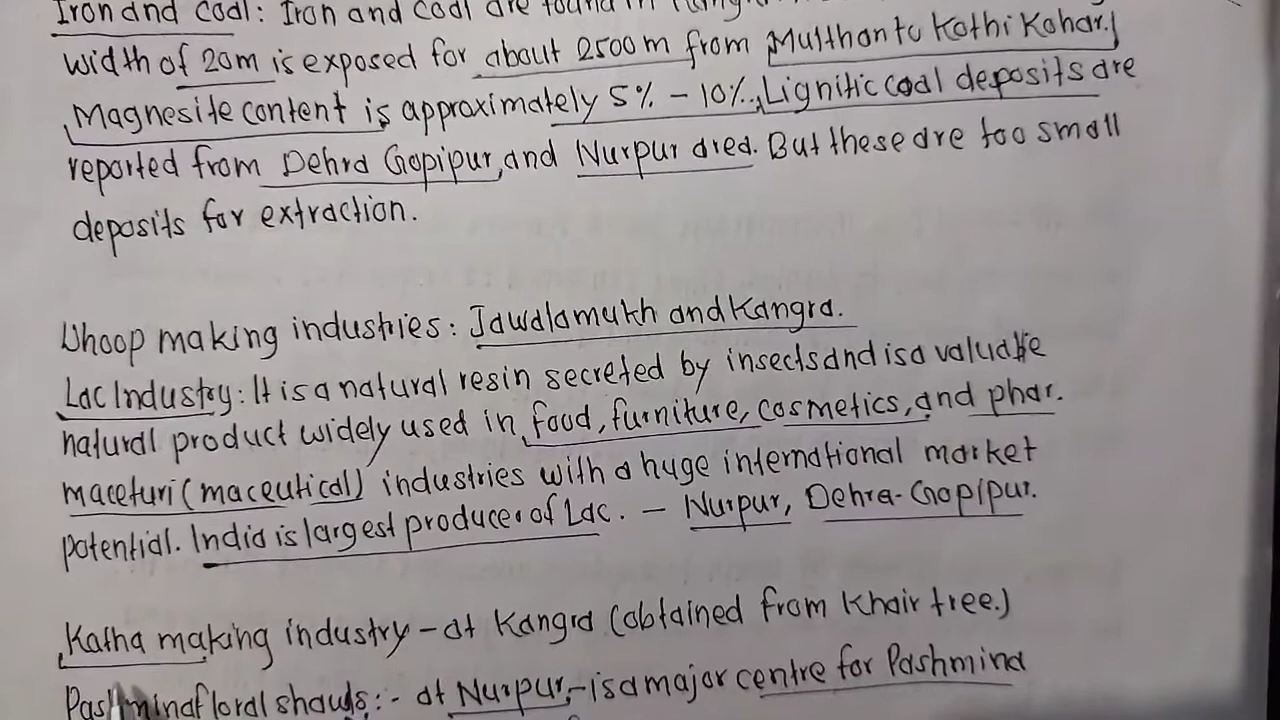 Iron and Coal: Iron and coal are found in
width of 20m is exposed for about 2500m from Multhan to Kothi Kohar.
Magnesite content is approximately 5% - 10%. Lignitic coal deposits are
reported from Dehra Gopipur, and Nurpur area. But these are too small
deposits for extraction.
Dhoop making industries: Jawalamukh and Kangra.
Lac Industry: It is a natural resin secreted by insects and is a valuable
natural product widely used in food, furniture, cosmetics, and phar.
maceturi (maceutical) industries with a huge international market
potential. India is largest producer of Lac. - Nurpur, Dehra-Gopipur.
Katha making industry - at Kangra (obtained from Khair tree.)
Pashmina floral shawls:- at Nurpur,-is a major centre for Pashmina